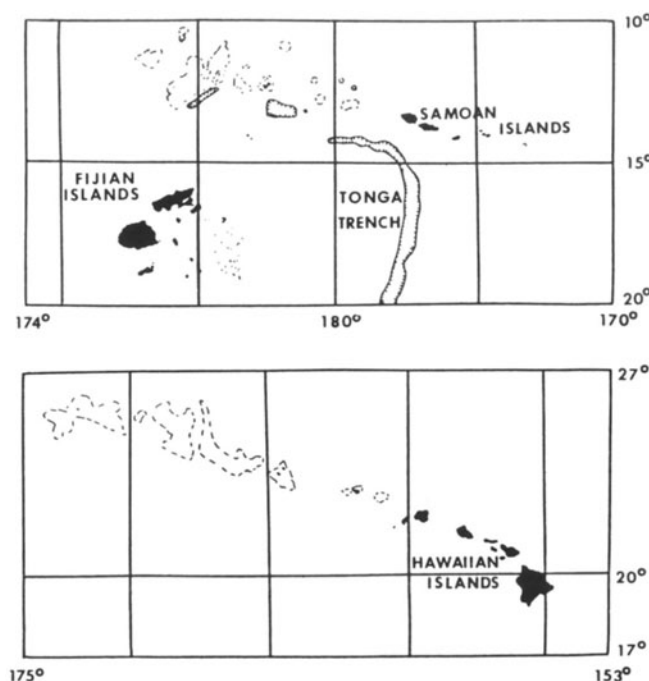 10°
SAMOAN
ISLANDS
15°
FIJIAN
ISLANDS
TONGA
TRENCH
20°
174°
180°
170°
27°
HAWAIIAN
ISLANDS
20°
17°
175°
153°